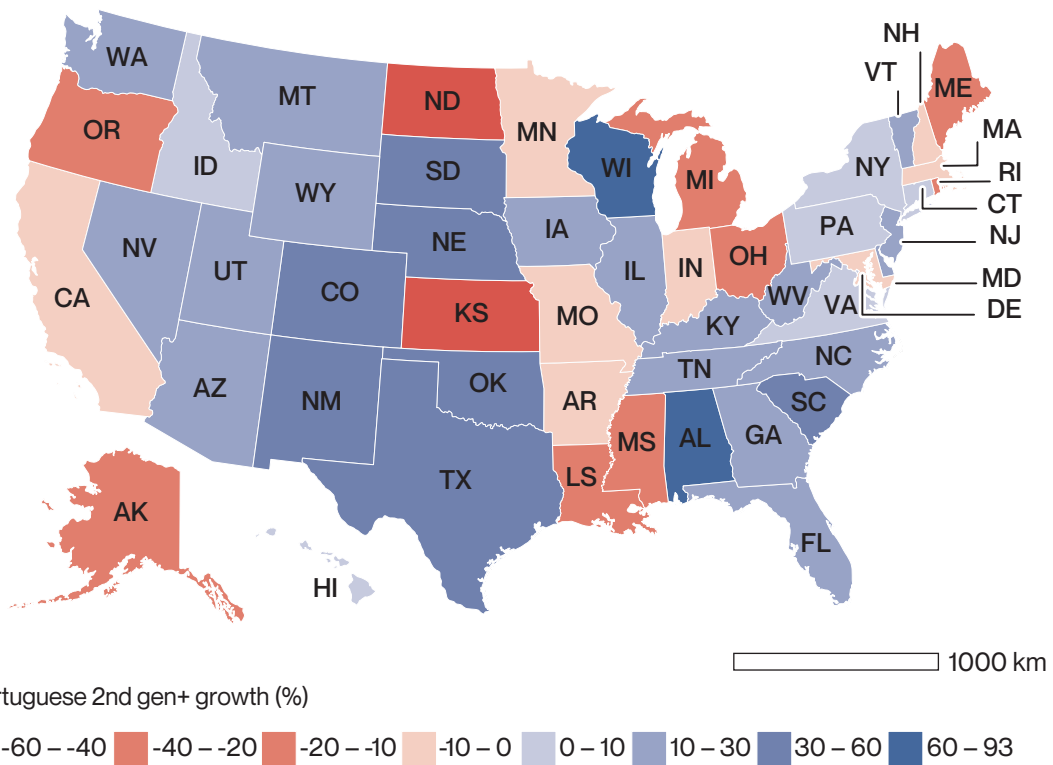 NH
VT
WA
MT
ND
MN
ME
OR
ID
WY
SD
WI
MI
NY
MA
RI
CT
NJ
MD
DE
NV
UT
CO
NE
IA
IL
IN
OH
PA
WV
VA
CA
KS
MO
KY
AZ
NM
OK
AR
TN
NC
SC
TX
LS
MS
AL
GA
FL
AK
HI
1000 km
rtuguese 2nd gen+ growth (%)
-60 – -40 -40 – -20 -20 – -10 -10 – 0 0 – 10 10 – 30 30 – 60 60 – 93